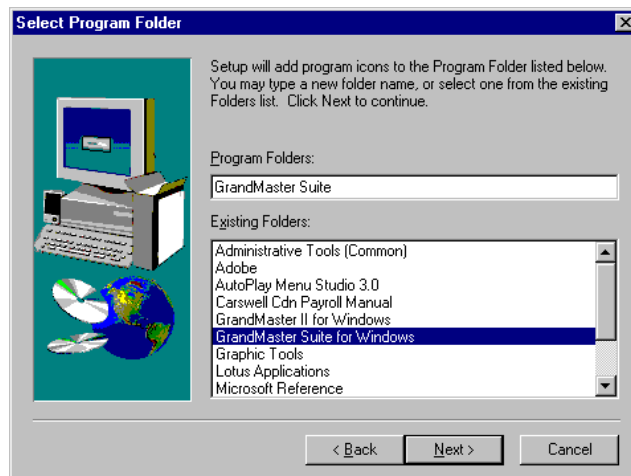 Select Program Folder
Setup will add program icons to the Program Folder listed below.
You may type a new folder name, or select one from the existing
Folders list. Click Next to continue.
Program Folders:
GrandMaster Suite
Existing Folders:
Administrative Tools (Common)
Adobe
AutoPlay Menu Studio 3.0
Carswell Cdn Payroll Manual
GrandMaster II for Windows
GrandMaster Suite for Windows
Graphic Tools
Lotus Applications
Microsoft Reference
< Back
Next >
Cancel